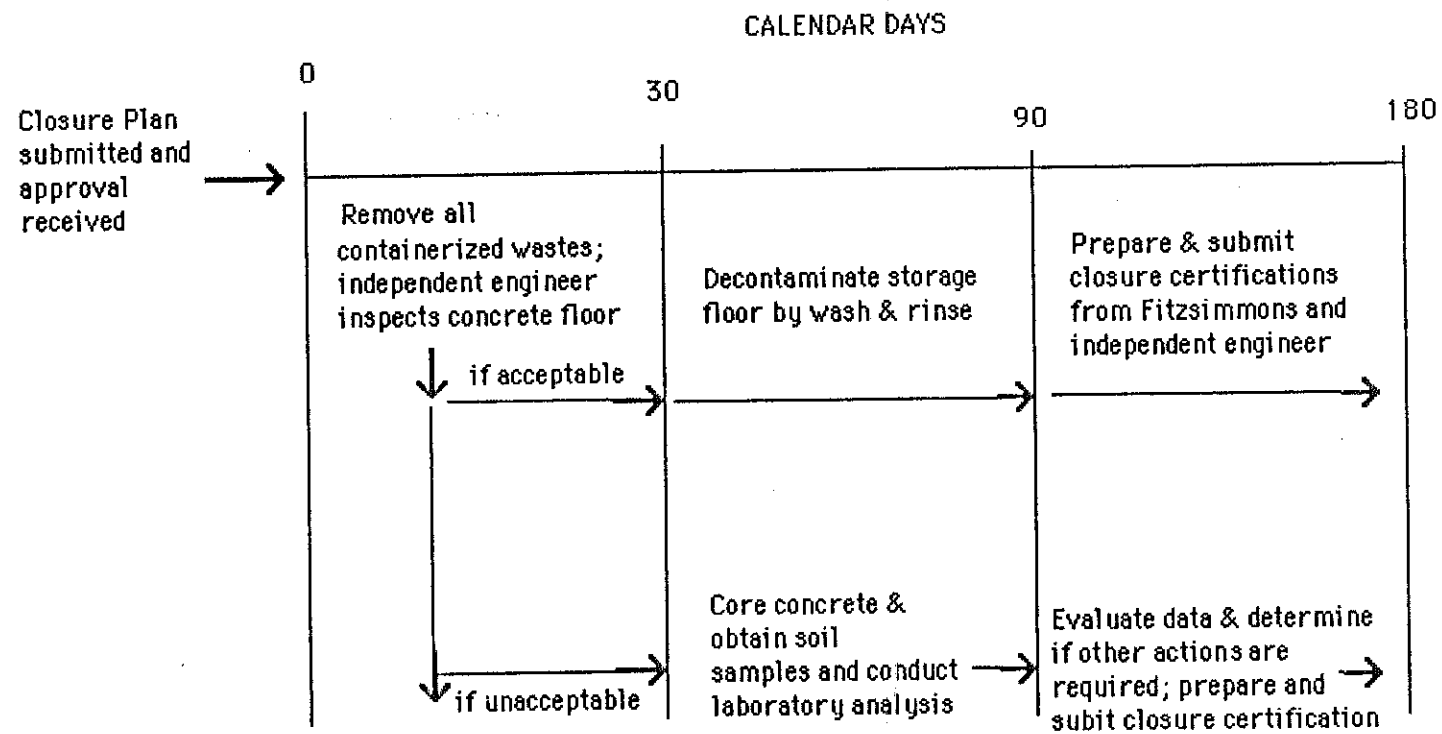 CALENDAR DAYS
0
30
90
180
Closure Plan
submitted and
approval
received
Remove all
containerized wastes;
independent engineer
inspects concrete floor
Decontaminate storage
floor by wash & rinse
Prepare & submit
closure certifications
from Fitzsimmons and
independent engineer
if acceptable
if unacceptable
Core concrete &
obtain soil
samples and conduct
laboratory analysis
Evaluate data & determine
if other actions are
required; prepare and
subit closure certification